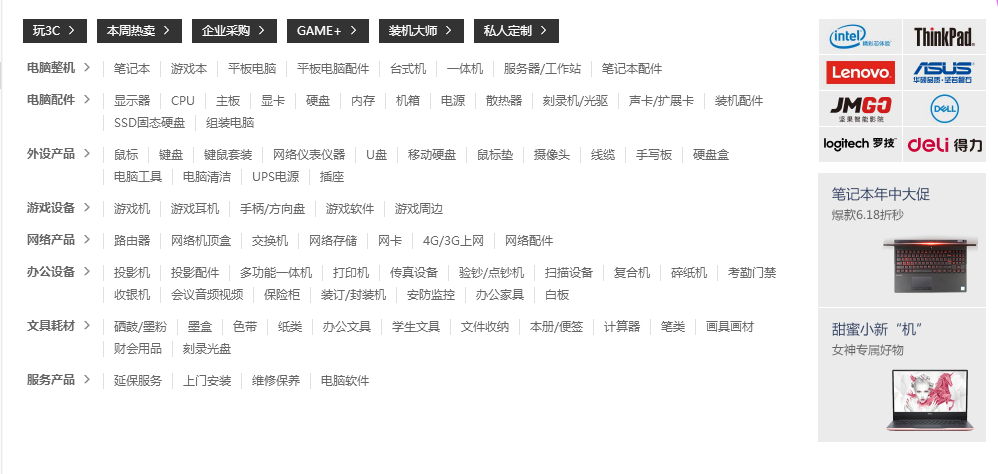 玩3C 本周热卖 企业采购 GAME+ 装机大师 私人定制
电脑整机 笔记本 游戏本 平板电脑 平板电脑配件 台式机 一体机 服务器/工作站 笔记本配件
电脑配件 显示器 CPU 主板 显卡 硬盘 内存 机箱 电源 散热器 刻录机/光驱 声卡/扩展卡 装机配件
SSD固态硬盘 组装电脑
外设产品 鼠标 键盘 键鼠套装 网络仪表仪器 U盘 移动硬盘 鼠标垫 摄像头 线缆 手写板 硬盘盒
电脑工具 电脑清洁 UPS电源 插座
游戏设备 游戏机 游戏耳机 手柄/方向盘 游戏软件 游戏周边
网络产品 路由器 网络机顶盒 交换机 网络存储 网卡 4G/3G上网 网络配件
办公设备 投影机 投影配件 多功能一体机 打印机 传真设备 验钞/点钞机 扫描设备 复合机 碎纸机 考勤门禁
收银机 会议音频视频 保险柜 装订/封装机 安防监控 办公家具 白板
文具耗材 硒鼓/墨粉 墨盒 色带 纸类 办公文具 学生文具 文件收纳 本册/便签 计算器 笔类 画具画材
财会用品 刻录光盘
服务产品 延保服务 上门安装 维修保养 电脑软件
intel 精彩芯体验 ThinkPad
Lenovo ASUS 华硕品质·坚若磐石
JMGO 坚果智能影院 DELL
logitech 罗技 deli 得力
笔记本年中大促
爆款6.18折秒
甜蜜小新“机”
女神专属好物